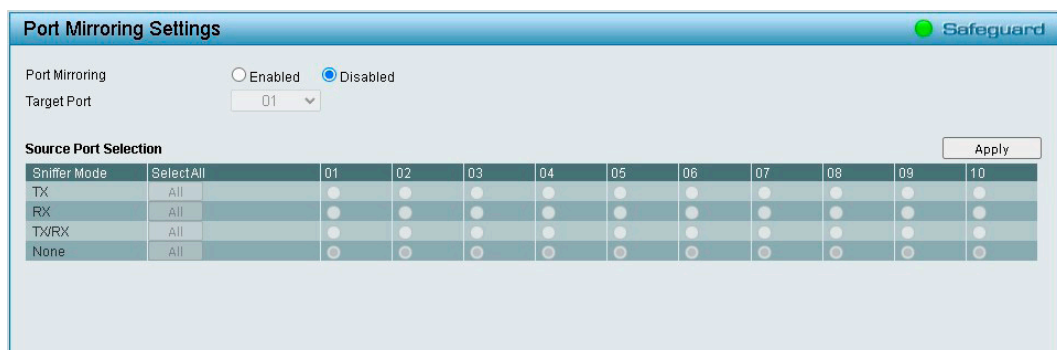 Port Mirroring Settings Safeguard
Port Mirroring Enabled Disabled
Target Port 01
Source Port Selection Apply
Sniffer Mode Select All 01 02 03 04 05 06 07 08 09 10
TX All
RX All
TX/RX All
None All